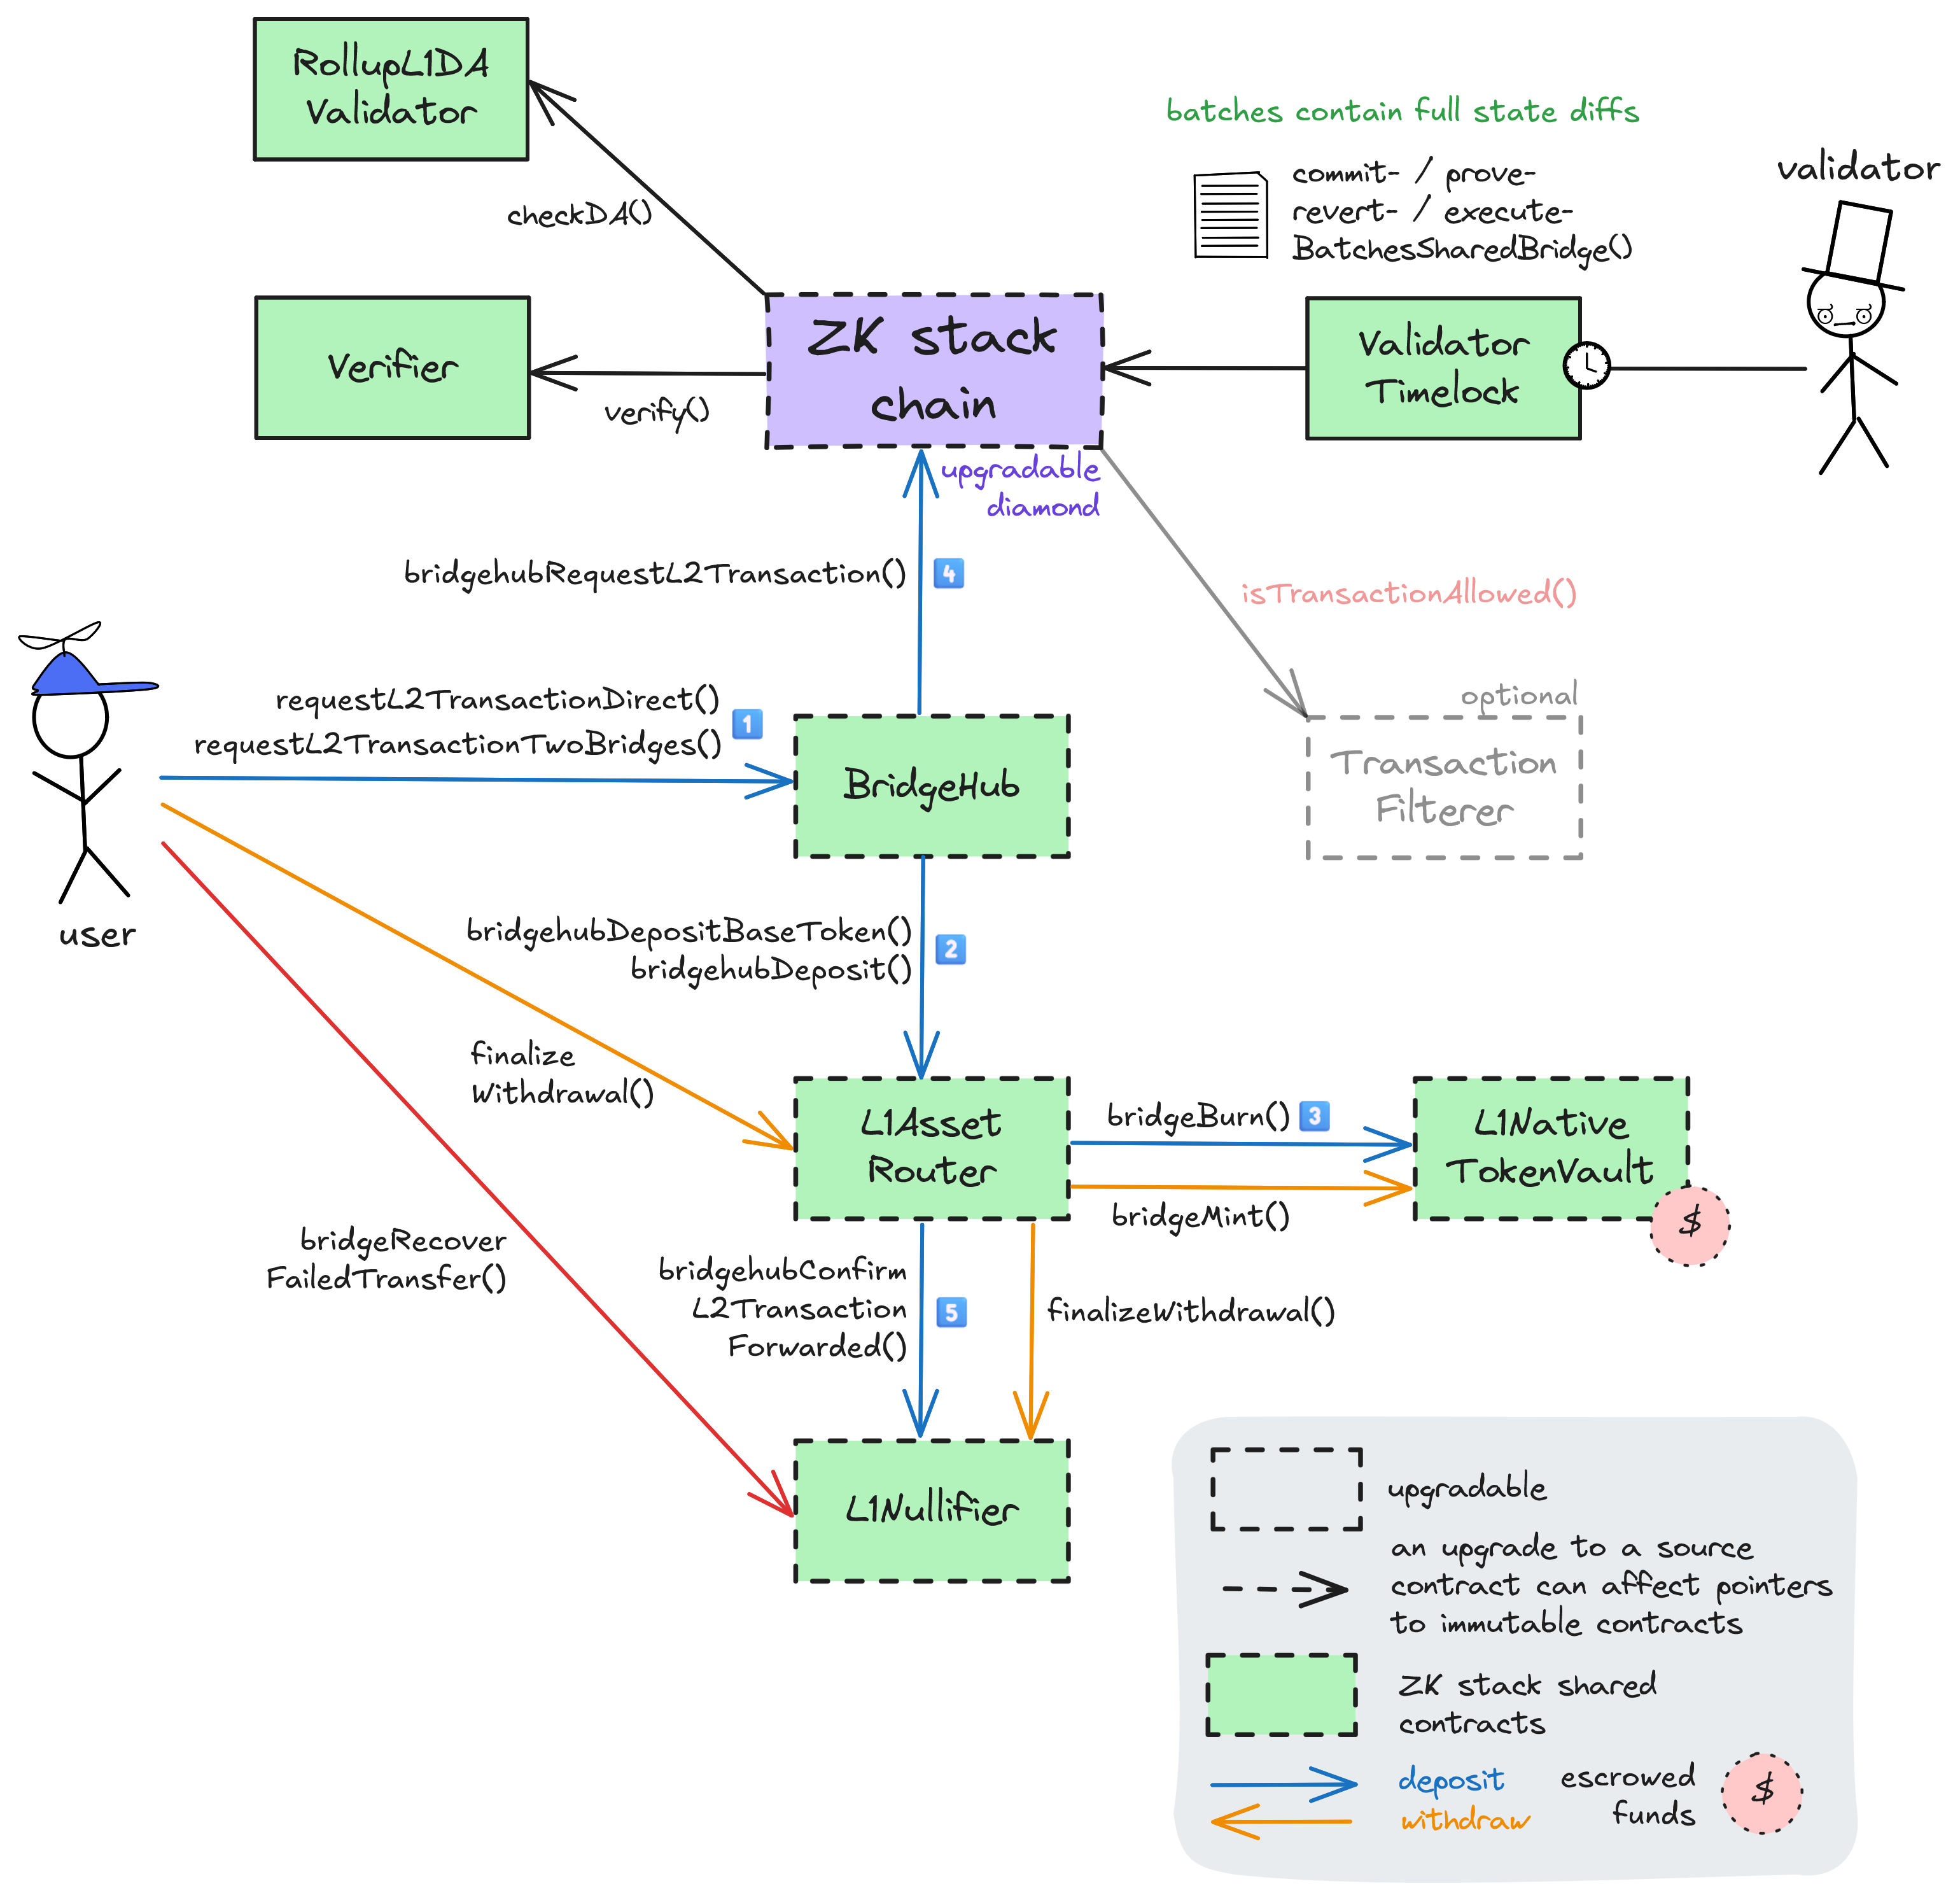 RollupL1DA
Validator
batches contain full state diffs
commit- / prove-
revert- / execute-
BatchesSharedBridge()
validator
checkDA()
Verifier
verify()
ZK stack
chain
upgradable
diamond
Validator
Timelock
bridgehubRequestL2Transaction()
4
isTransactionAllowed()
optional
Transaction
Filterer
requestL2TransactionDirect()
requestL2TransactionTwoBridges()
1
BridgeHub
user
bridgehubDepositBaseToken()
bridgehubDeposit()
2
finalize
Withdrawal()
L1Asset
Router
bridgeBurn()
3
bridgeMint()
L1Native
TokenVault
$
bridgeRecover
FailedTransfer()
bridgehubConfirm
L2Transaction
Forwarded()
5
finalizeWithdrawal()
L1Nullifier
upgradable
an upgrade to a source
contract can affect pointers
to immutable contracts
ZK stack shared
contracts
deposit
withdraw
escrowed
funds
$